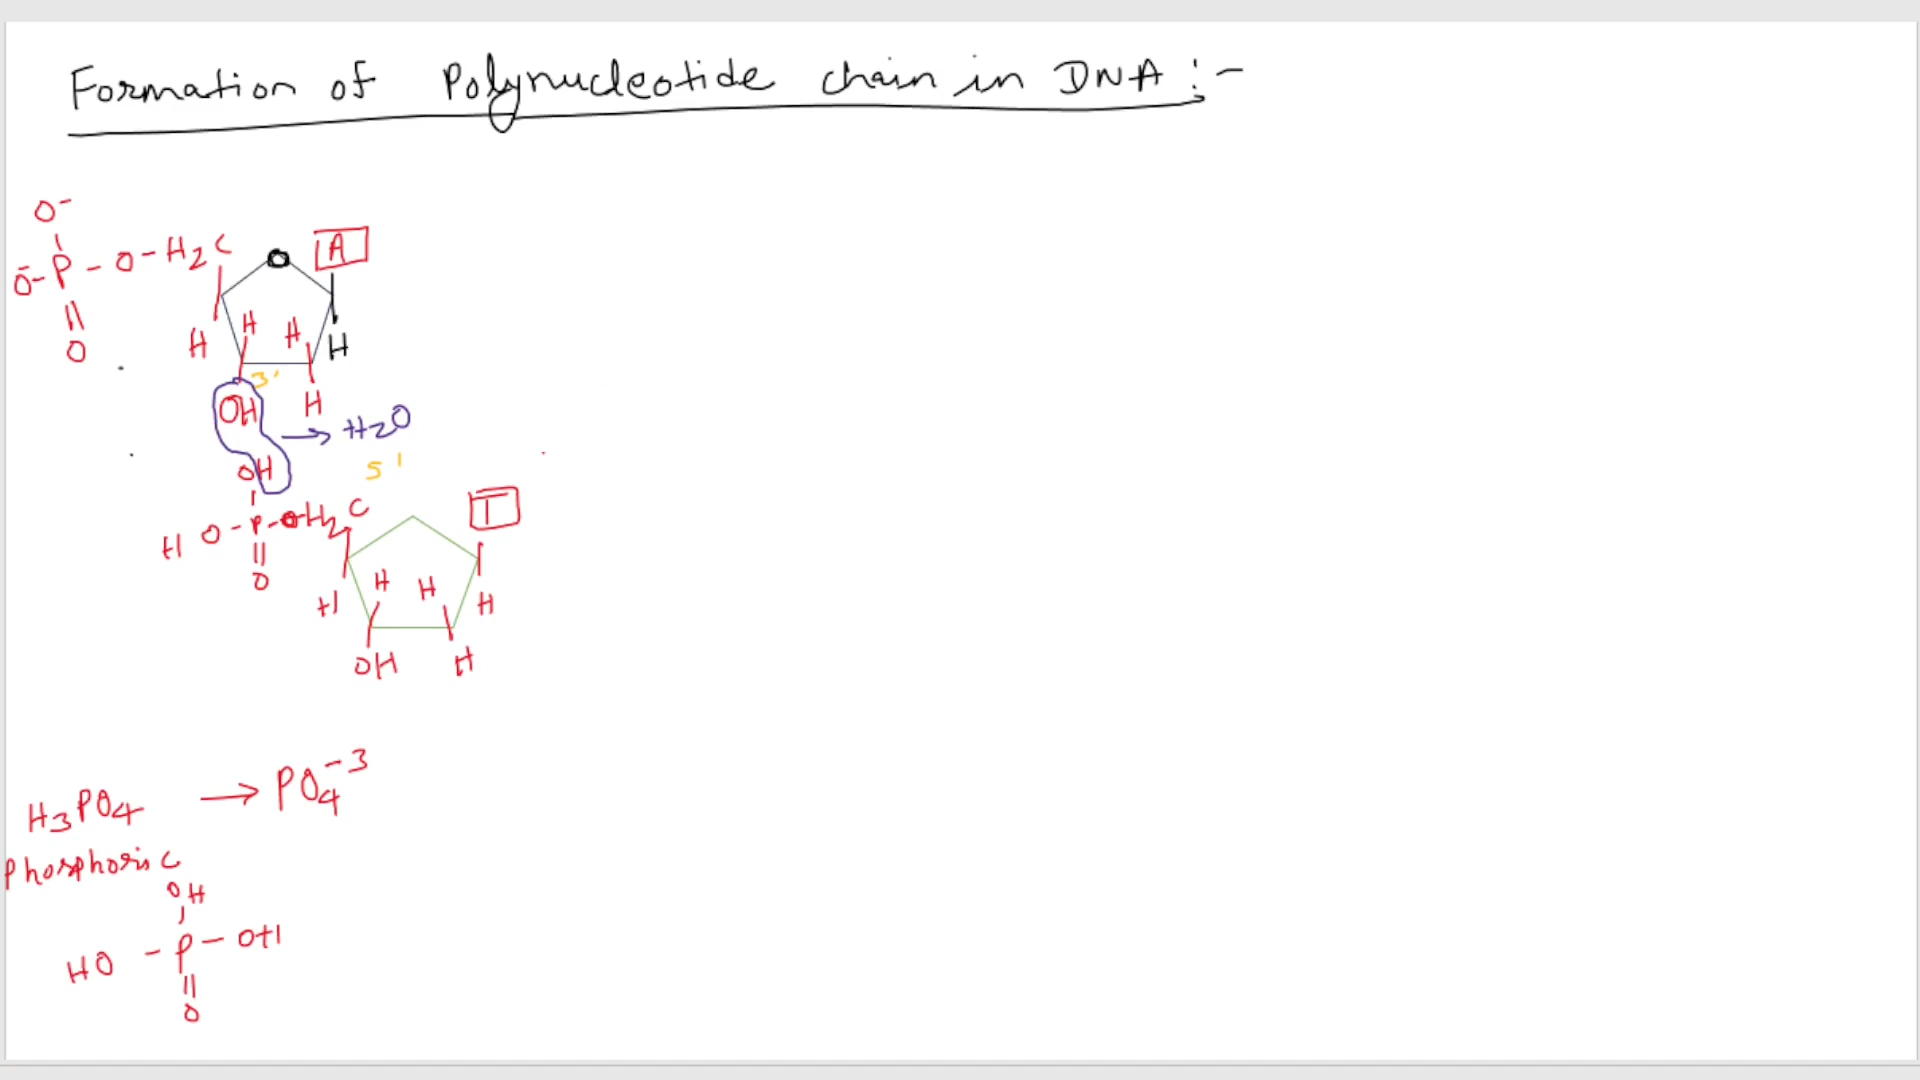 Formation of Polynucleotide chain in DNA :-
O-
O- - P - O - H2C
O
A
||
O
H
H
H
H
3'
OH
H
→ H2O
OH
5'
H O - P - O H2C
T
||
O
H
H
H
H
OH
H
H3PO4 → PO4-3
Phosphoric
OH
HO - P - OH
||
O